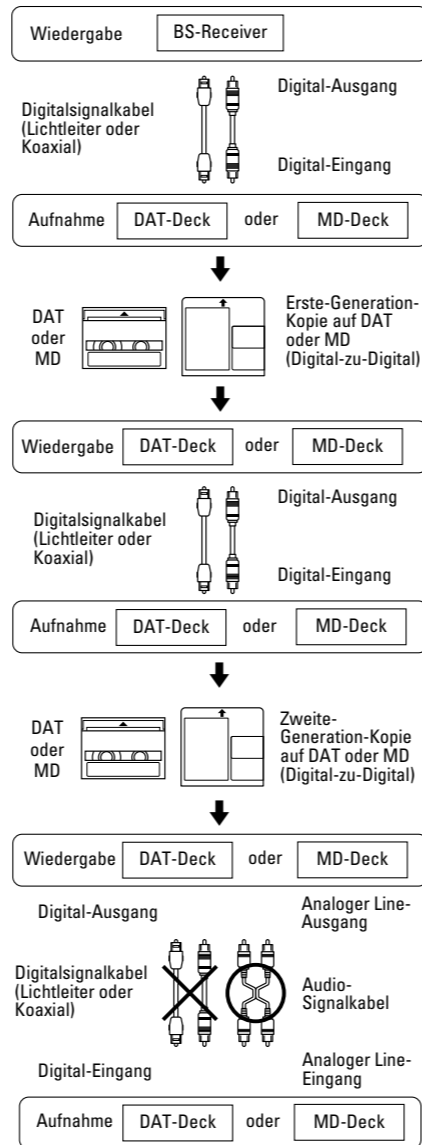 Wiedergabe BS-Receiver
Digitalsignalkabel
(Lichtleiter oder
Koaxial)
Digital-Ausgang
Digital-Eingang
Aufnahme DAT-Deck oder MD-Deck
DAT
oder
MD
Erste-Generation-
Kopie auf DAT
oder MD
(Digital-zu-Digital)
Wiedergabe DAT-Deck oder MD-Deck
Digitalsignalkabel
(Lichtleiter oder
Koaxial)
Digital-Ausgang
Digital-Eingang
Aufnahme DAT-Deck oder MD-Deck
DAT
oder
MD
Zweite-
Generation-Kopie
auf DAT oder MD
(Digital-zu-Digital)
Wiedergabe DAT-Deck oder MD-Deck
Digital-Ausgang
Analoger Line-
Ausgang
Digitalsignalkabel
(Lichtleiter oder
Koaxial)
Audio-
Signalkabel
Digital-Eingang
Analoger Line-
Eingang
Aufnahme DAT-Deck oder MD-Deck